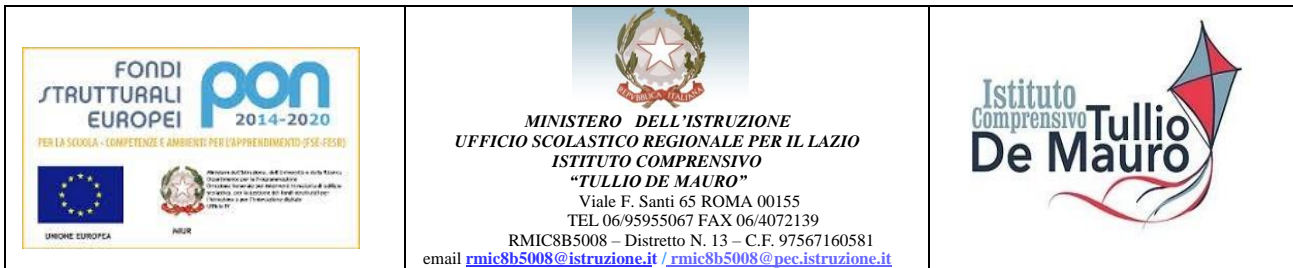 FONDI
STRUTTURALI
EUROPEI
pon
2014-2020
PER LA SCUOLA - COMPETENZE E AMBIENTI PER L'APPRENDIMENTO (FSE-FESR)
UNIONE EUROPEA
MIUR
REPVBBLICA ITALIANA
MINISTERO DELL'ISTRUZIONE
UFFICIO SCOLASTICO REGIONALE PER IL LAZIO
ISTITUTO COMPRENSIVO
“TULLIO DE MAURO”
Viale F. Santi 65 ROMA 00155
TEL 06/95955067 FAX 06/4072139
RMIC8B5008 – Distretto N. 13 – C.F. 97567160581
email rmic8b5008@istruzione.it / rmic8b5008@pec.istruzione.it
Istituto
Comprensivo Tullio
De Mauro